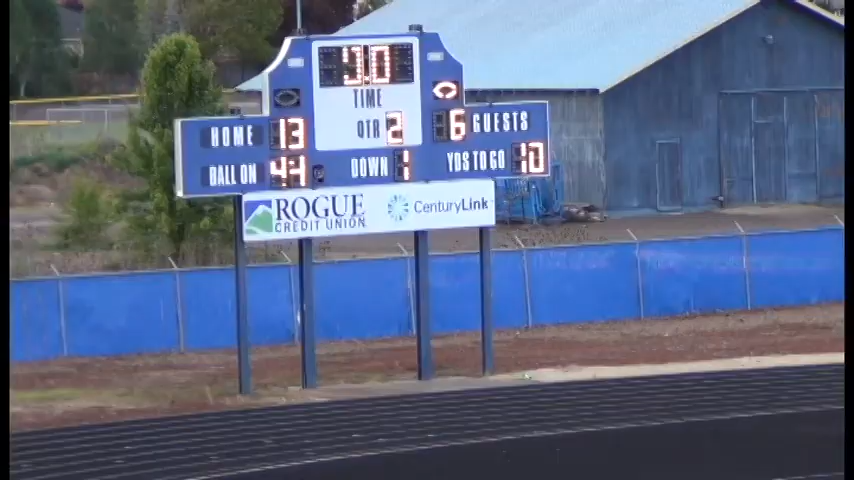 3.0
TIME
QTR 2
HOME 13 6 GUESTS
BALL ON 44 DOWN 1 YDS TO GO 10
ROGUE CREDIT UNION CenturyLink